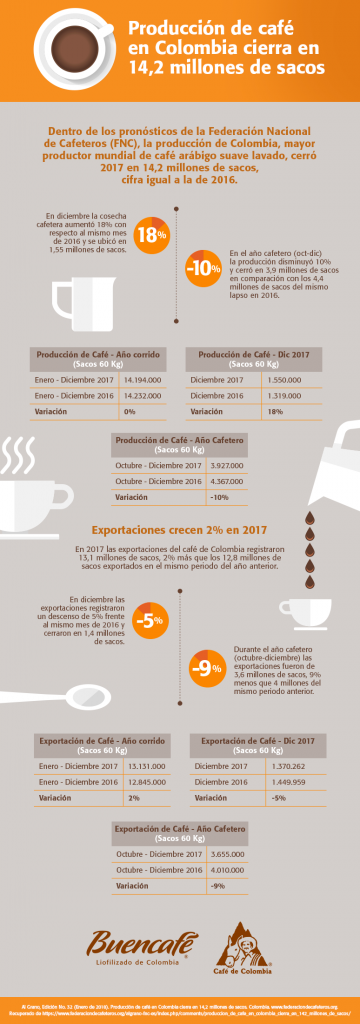 Producción de café
en Colombia cierra en
14,2 millones de sacos
Dentro de los pronósticos de la Federación Nacional
de Cafeteros (FNC), la producción de Colombia, mayor
productor mundial de café arábigo suave lavado, cerró
2017 en 14,2 millones de sacos,
cifra igual a la de 2016.
En diciembre la cosecha
cafetera aumentó 18% con
respecto al mismo mes
de 2016 y se ubicó en
1,55 millones de sacos.
18%
-10%
En el año cafetero (oct-dic)
la producción disminuyó 10%
y cerró en 3,9 millones de sacos
en comparación con los 4,4
millones de sacos del mismo
lapso en 2016.
Producción de Café - Año corrido
(Sacos 60 Kg)
Enero - Diciembre 2017 14.194.000
Enero - Diciembre 2016 14.232.000
Variación 0%
Producción de Café - Dic 2017
(Sacos 60 Kg)
Diciembre 2017 1.550.000
Diciembre 2016 1.319.000
Variación 18%
Producción de Café - Año Cafetero
(Sacos 60 Kg)
Octubre - Diciembre 2017 3.927.000
Octubre - Diciembre 2016 4.367.000
Variación -10%
Exportaciones crecen 2% en 2017
En 2017 las exportaciones del café de Colombia registraron
13,1 millones de sacos, 2% más que los 12,8 millones de
sacos exportados en el mismo periodo del año anterior.
En diciembre las
exportaciones registraron
un descenso de 5% frente
al mismo mes de 2016 y
cerraron en 1,4 millones
de sacos.
-5%
-9%
Durante el año cafetero
(octubre-diciembre) las
exportaciones fueron de
3,6 millones de sacos, 9%
menos que 4 millones del
mismo periodo anterior.
Exportación de Café - Año corrido
(Sacos 60 Kg)
Enero - Diciembre 2017 13.131.000
Enero - Diciembre 2016 12.845.000
Variación 2%
Exportación de Café - Dic 2017
(Sacos 60 Kg)
Diciembre 2017 1.370.262
Diciembre 2016 1.449.959
Variación -5%
Exportación de Café - Año Cafetero
(Sacos 60 Kg)
Octubre - Diciembre 2017 3.655.000
Octubre - Diciembre 2016 4.010.000
Variación -9%
Buencafé®
Liofilizado de Colombia
Café de Colombia
Al Grano, Edición No. 52 (Enero de 2018). Producción de café en Colombia cierra en 14,2 millones de sacos. Colombia. www.federaciondecafeteros.org